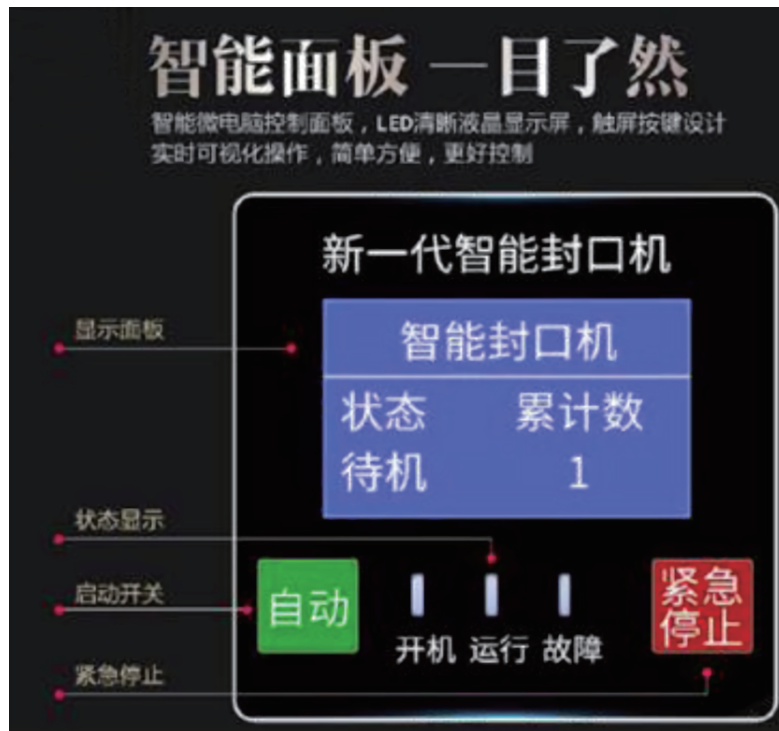 智能面板 一目了然
智能微电脑控制面板，LED清晰液晶显示屏，触屏按键设计
实时可视化操作，简单方便，更好控制
新一代智能封口机
显示面板
智能封口机
状态 累计数
待机 1
状态显示
启动开关
自动
开机 运行 故障
紧急
停止
紧急停止